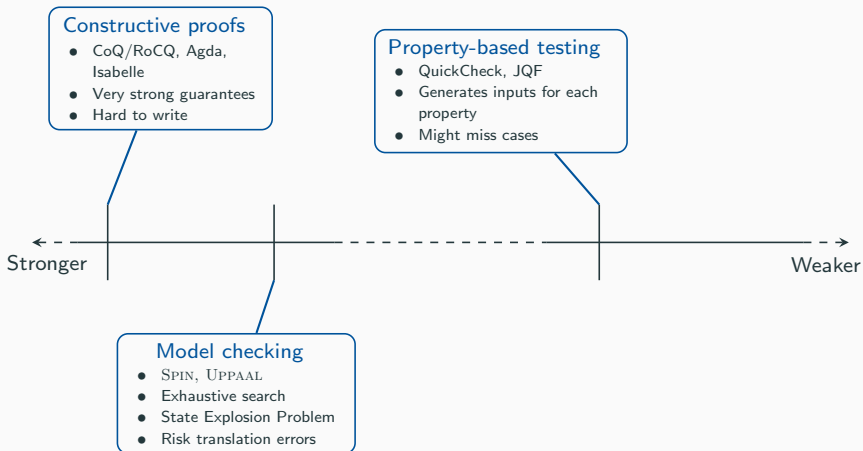 Constructive proofs
• CoQ/RoCQ, Agda,
Isabelle
• Very strong guarantees
• Hard to write
Property-based testing
• QuickCheck, JQF
• Generates inputs for each
property
• Might miss cases
Stronger
Weaker
Model checking
• SPIN, UPPAAL
• Exhaustive search
• State Explosion Problem
• Risk translation errors